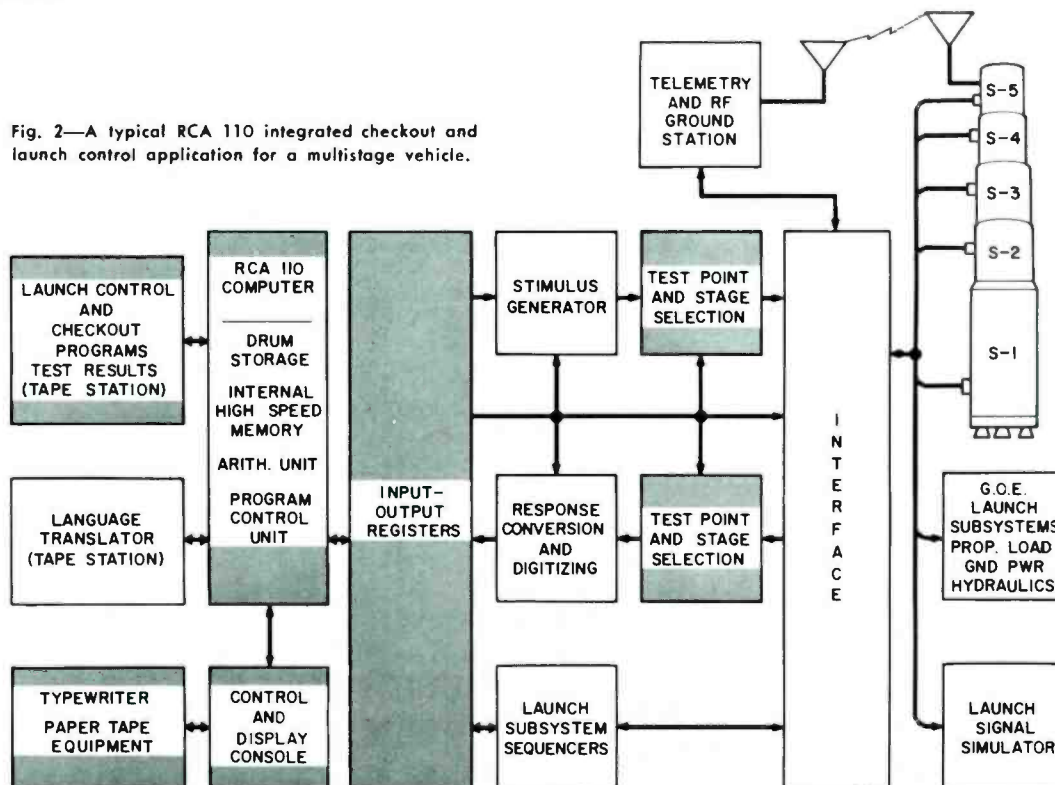 Fig. 2—A typical RCA 110 integrated checkout and
launch control application for a multistage vehicle.
TELEMETRY
AND RF
GROUND
STATION
S-5
S-4
S-3
S-2
S-1
LAUNCH CONTROL
AND
CHECKOUT
PROGRAMS
TEST RESULTS
(TAPE STATION)
RCA 110
COMPUTER
DRUM
STORAGE
INTERNAL
HIGH SPEED
MEMORY
ARITH. UNIT
PROGRAM
CONTROL
UNIT
INPUT-
OUTPUT
REGISTERS
STIMULUS
GENERATOR
TEST POINT
AND STAGE
SELECTION
INTERFACE
LANGUAGE
TRANSLATOR
(TAPE STATION)
RESPONSE
CONVERSION
AND
DIGITIZING
TEST POINT
AND STAGE
SELECTION
G.O.E.
LAUNCH
SUBSYSTEMS
PROP. LOAD
GND PWR
HYDRAULICS
TYPEWRITER
PAPER TAPE
EQUIPMENT
CONTROL
AND
DISPLAY
CONSOLE
LAUNCH
SUBSYSTEM
SEQUENCERS
LAUNCH
SIGNAL
SIMULATOR